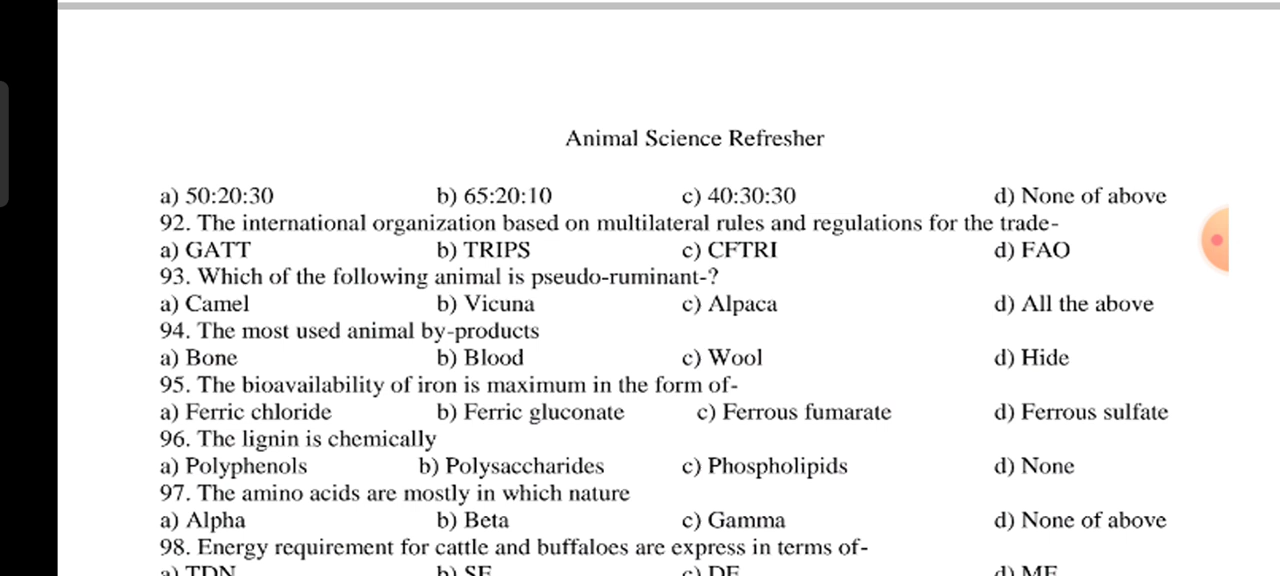 Animal Science Refresher
a) 50:20:30 b) 65:20:10 c) 40:30:30 d) None of above
92. The international organization based on multilateral rules and regulations for the trade-
a) GATT b) TRIPS c) CFTRI d) FAO
93. Which of the following animal is pseudo-ruminant-?
a) Camel b) Vicuna c) Alpaca d) All the above
94. The most used animal by-products
a) Bone b) Blood c) Wool d) Hide
95. The bioavailability of iron is maximum in the form of-
a) Ferric chloride b) Ferric gluconate c) Ferrous fumarate d) Ferrous sulfate
96. The lignin is chemically
a) Polyphenols b) Polysaccharides c) Phospholipids d) None
97. The amino acids are mostly in which nature
a) Alpha b) Beta c) Gamma d) None of above
98. Energy requirement for cattle and buffaloes are express in terms of-
a) TDN b) SE c) DE d) ME